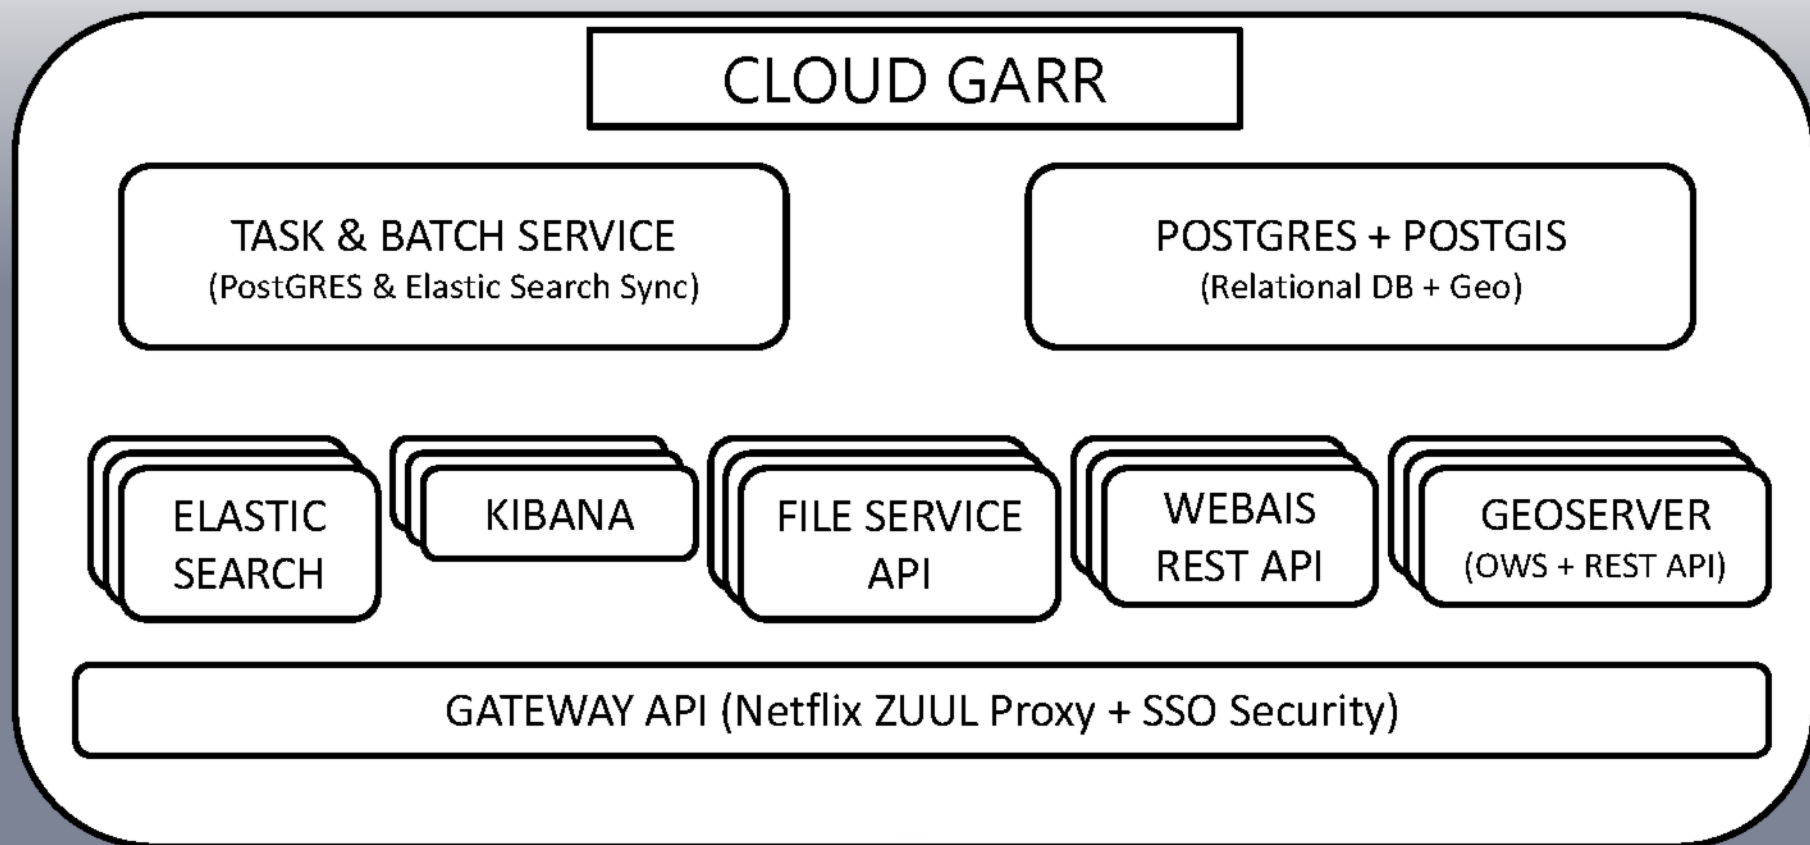 CLOUD GARR
TASK & BATCH SERVICE
(PostGRES & Elastic Search Sync)
POSTGRES + POSTGIS
(Relational DB + Geo)
ELASTIC
SEARCH
KIBANA
FILE SERVICE
API
WEBAIS
REST API
GEOSERVER
(OWS + REST API)
GATEWAY API (Netflix ZUUL Proxy + SSO Security)